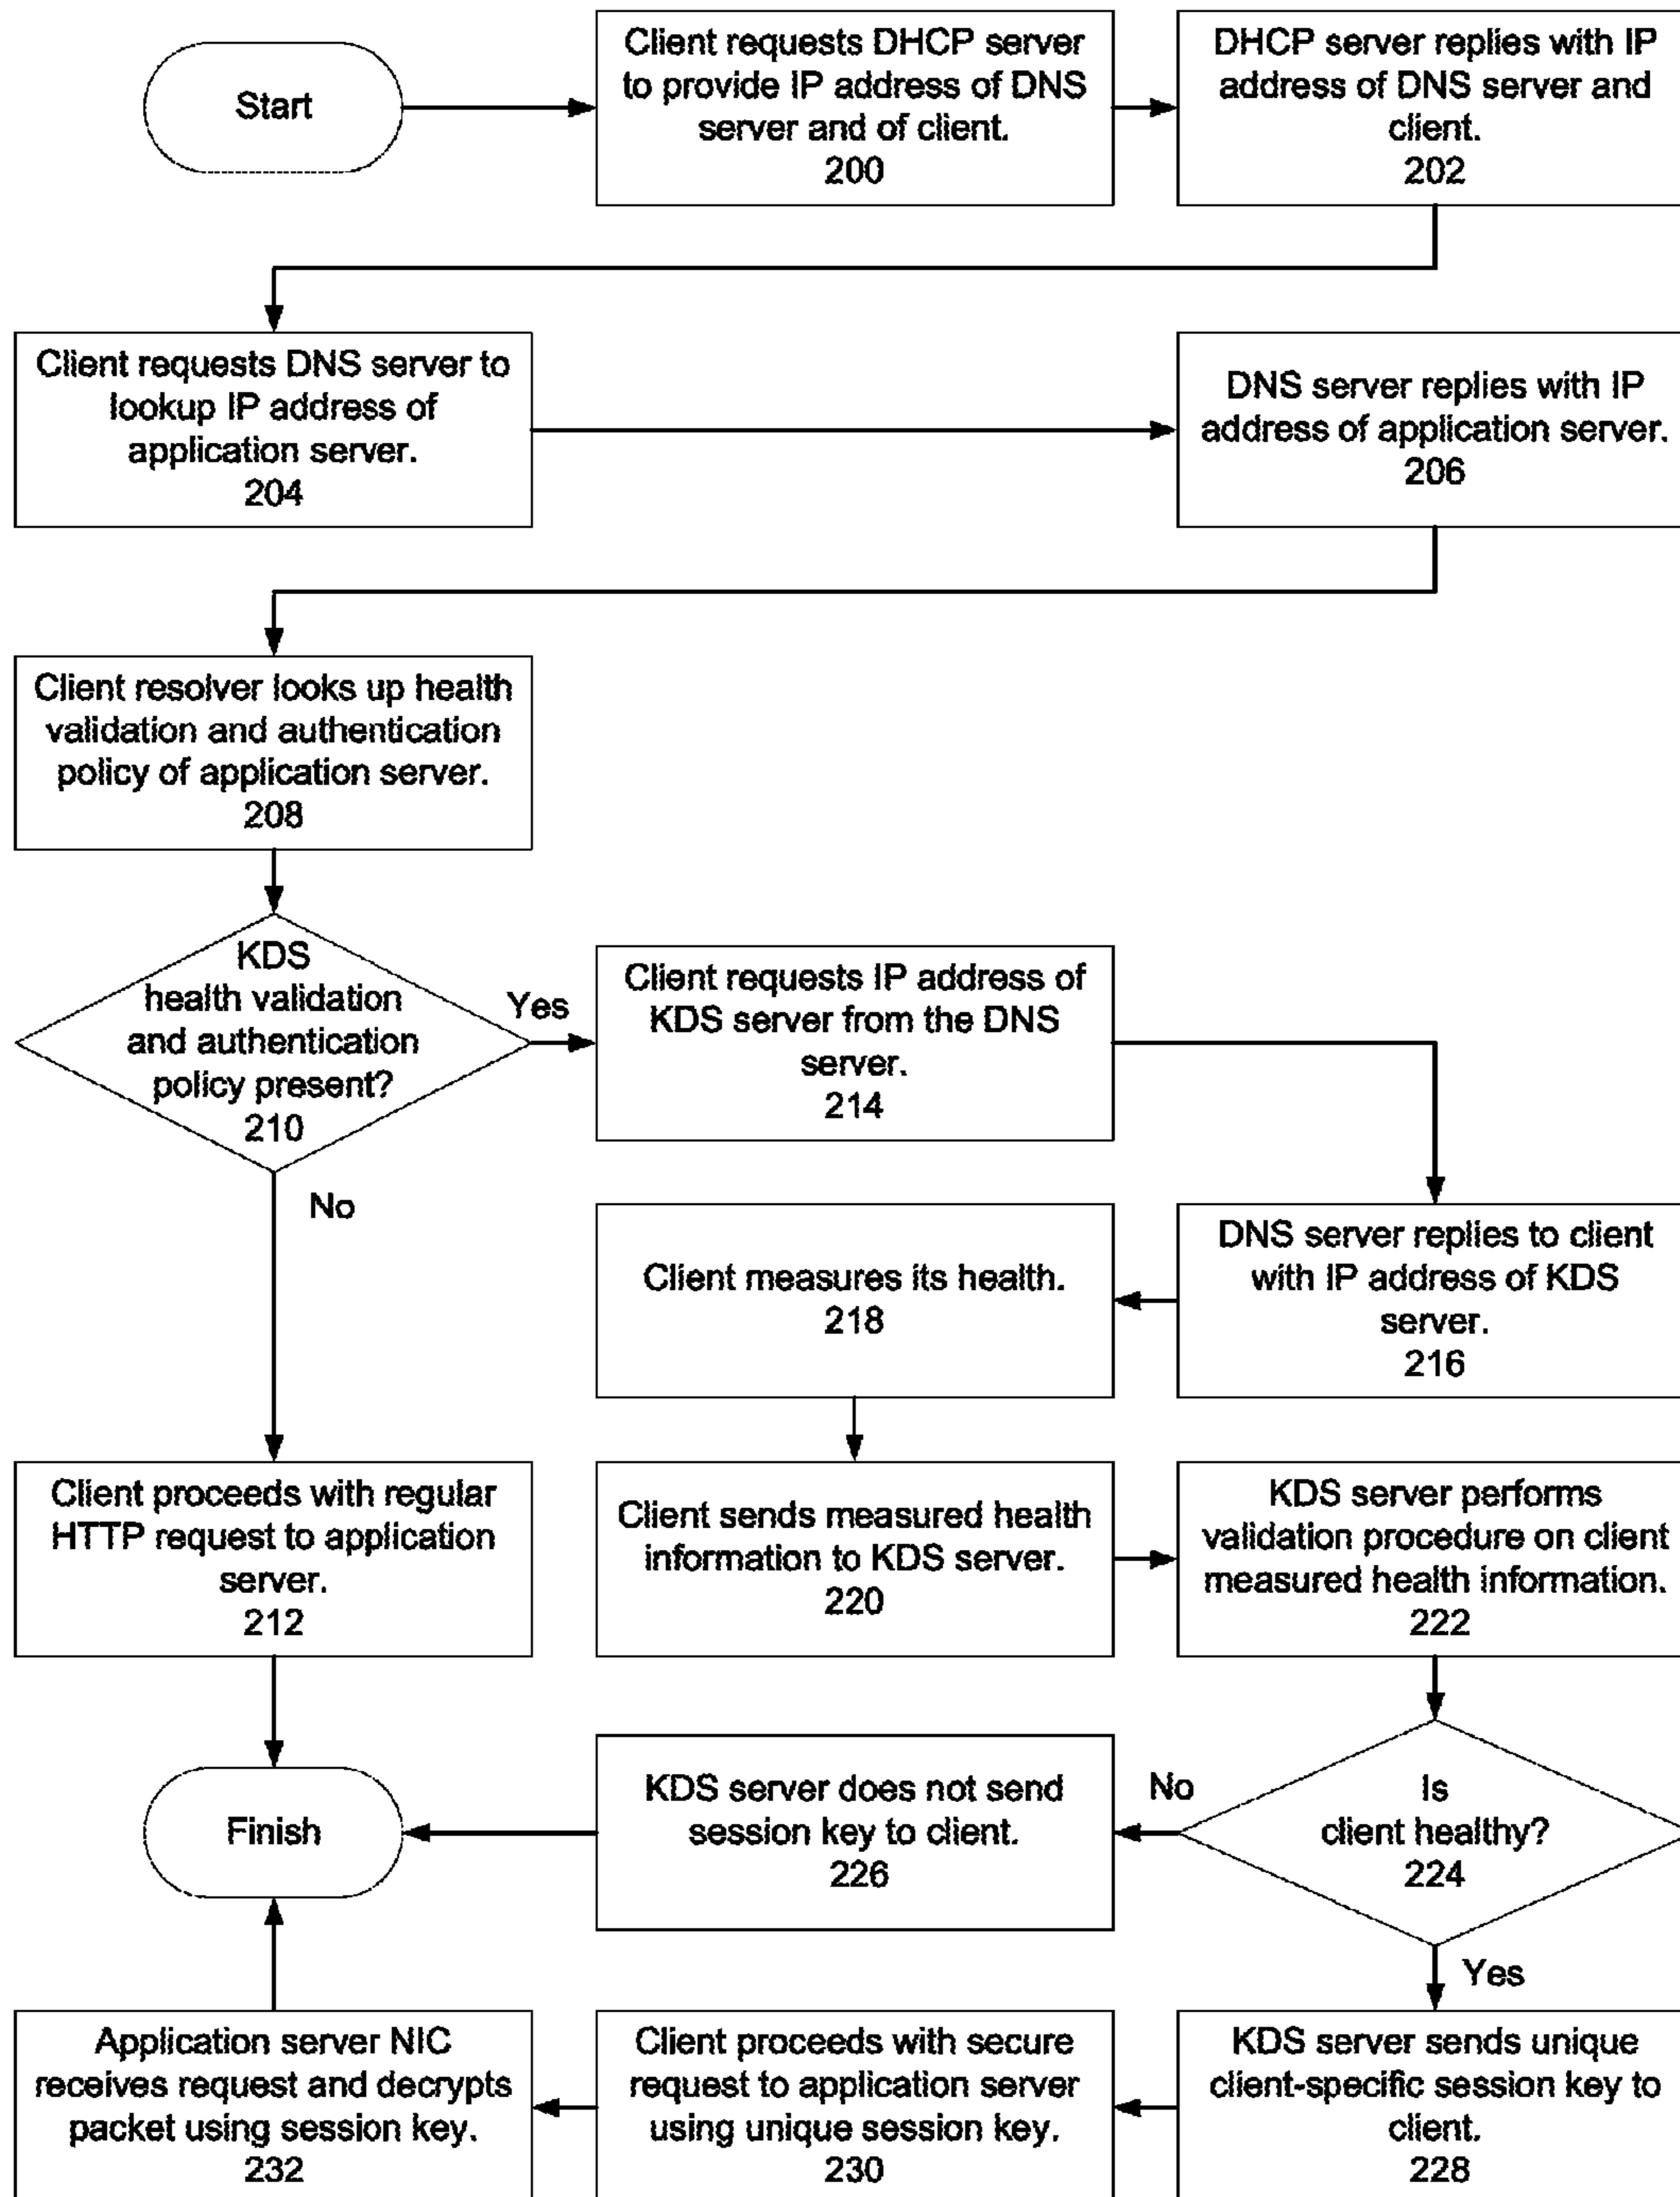 Start
Client requests DHCP server
to provide IP address of DNS
server and of client.
200
DHCP server replies with IP
address of DNS server and
client.
202
Client requests DNS server to
lookup IP address of
application server.
204
DNS server replies with IP
address of application server.
206
Client resolver looks up health
validation and authentication
policy of application server.
208
KDS
health validation
and authentication
policy present?
210
Yes
No
Client requests IP address of
KDS server from the DNS
server.
214
DNS server replies to client
with IP address of KDS
server.
216
Client measures its health.
218
Client proceeds with regular
HTTP request to application
server.
212
Client sends measured health
information to KDS server.
220
KDS server performs
validation procedure on client
measured health information.
222
Is
client healthy?
224
No
Yes
KDS server does not send
session key to client.
226
Finish
KDS server sends unique
client-specific session key to
client.
228
Client proceeds with secure
request to application server
using unique session key.
230
Application server NIC
receives request and decrypts
packet using session key.
232